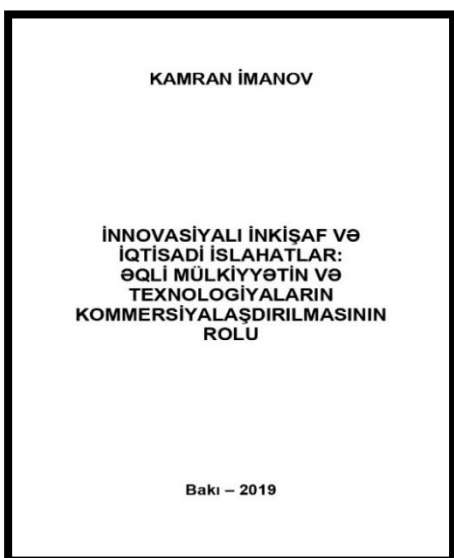 KAMRAN İMANOV
İNNOVASİYALI İNKİŞAF VƏ
İQTİSADİ İSLAHATLAR:
ƏQLİ MÜLKİYYƏTİN VƏ
TEXNOLOGİYALARIN
KOMMERSİYALAŞDIRILMASININ
ROLU
Bakı – 2019